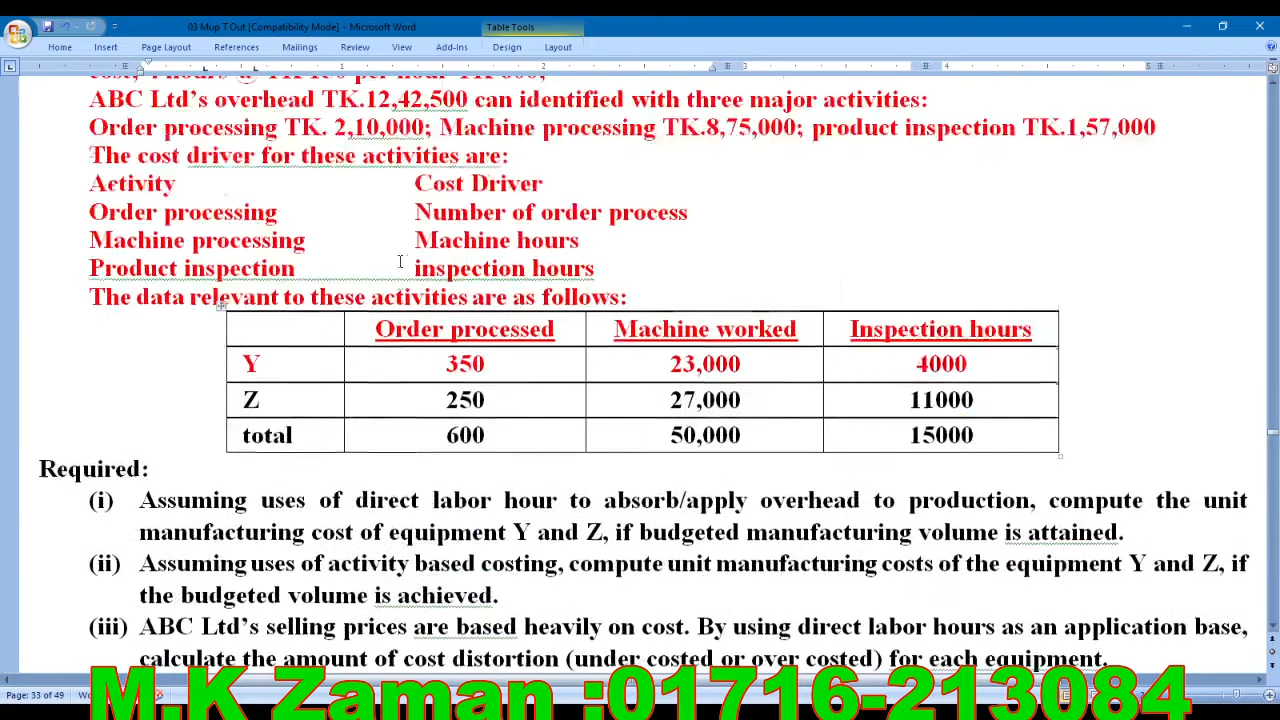 03 Mup T Out [Compatibility Mode] - Microsoft Word
Table Tools
Home Insert Page Layout References Mailings Review View Add-Ins Design Layout
ABC Ltd's overhead TK.12,42,500 can identified with three major activities:
Order processing TK. 2,10,000; Machine processing TK.8,75,000; product inspection TK.1,57,000
The cost driver for these activities are:
Activity Cost Driver
Order processing Number of order process
Machine processing Machine hours
Product inspection inspection hours
The data relevant to these activities are as follows:
Order processed Machine worked Inspection hours
Y 350 23,000 4000
Z 250 27,000 11000
total 600 50,000 15000
Required:
(i) Assuming uses of direct labor hour to absorb/apply overhead to production, compute the unit
manufacturing cost of equipment Y and Z, if budgeted manufacturing volume is attained.
(ii) Assuming uses of activity based costing, compute unit manufacturing costs of the equipment Y and Z, if
the budgeted volume is achieved.
(iii) ABC Ltd's selling prices are based heavily on cost. By using direct labor hours as an application base,
calculate the amount of cost distortion (under costed or over costed) for each equipment.
M.K Zaman :01716-213084
Page: 33 of 49